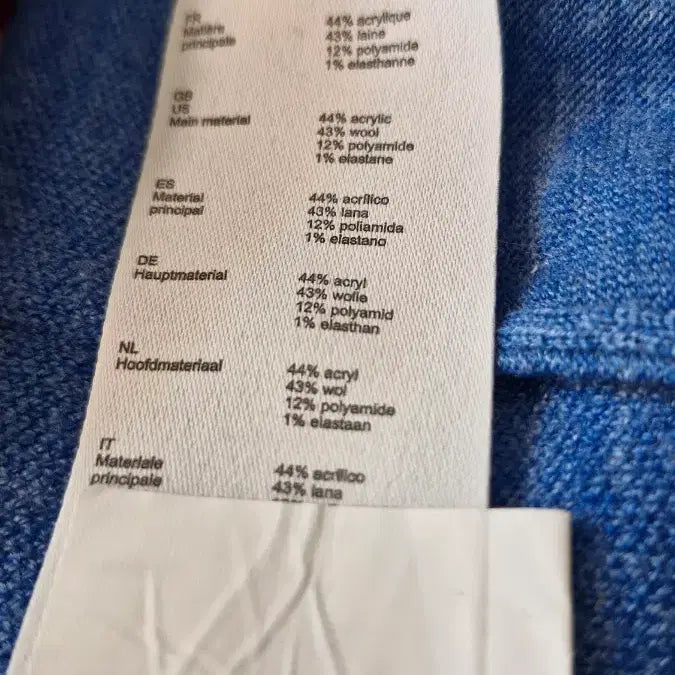 FR
Matière 44% acrylique
principale 43% laine
12% polyamide
1% elasthanne
GB
US
Main material 44% acrylic
43% wool
12% polyamide
1% elastane
ES
Material 44% acrílico
principal 43% lana
12% poliamida
1% elastano
DE
Hauptmaterial 44% acryl
43% wolle
12% polyamid
1% elasthan
NL
Hoofdmateriaal 44% acryl
43% wol
12% polyamide
1% elastaan
IT
Materiale 44% acrílico
principale 43% lana